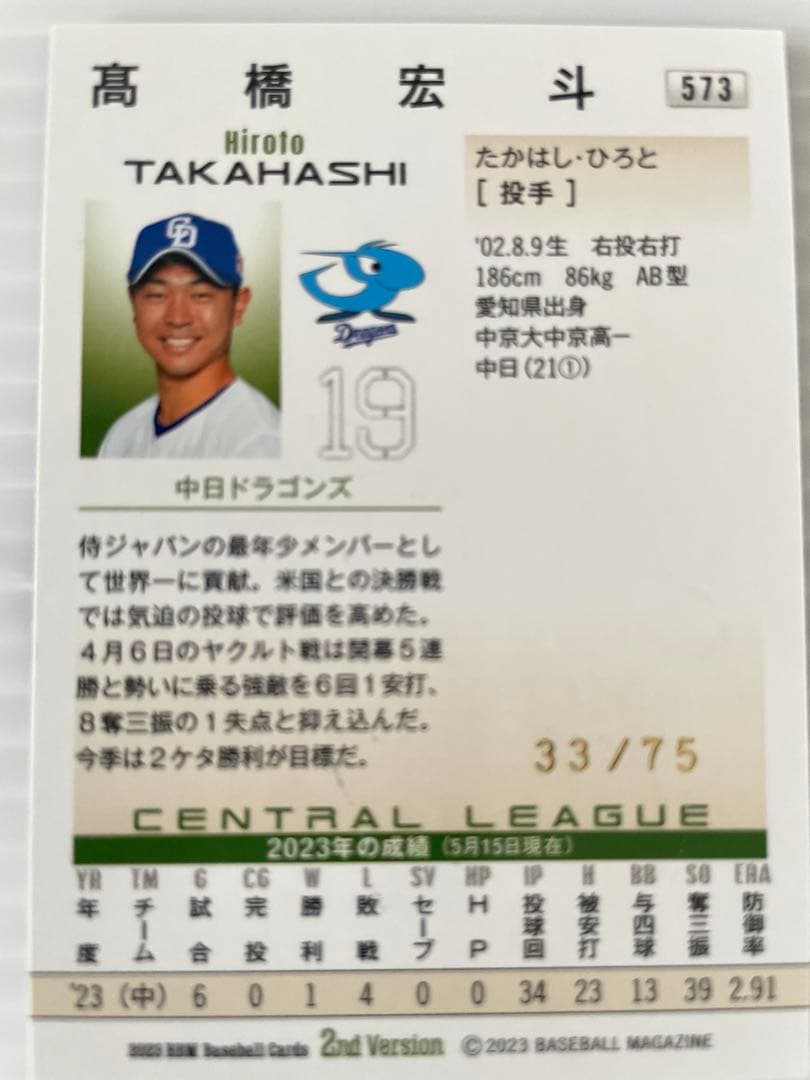 髙橋宏斗
573
Hiroto
TAKAHASHI
たかはし・ひろと
[ 投手 ]
'02.8.9生 右投右打
186cm 86kg AB型
愛知県出身
中京大中京高ー
中日(21①)
CD
Dragons
19
中日ドラゴンズ
侍ジャパンの最年少メンバーとし
て世界一に貢献。米国との決勝戦
では気迫の投球で評価を高めた。
4月6日のヤクルト戦は開幕5連
勝と勢いに乗る強敵を6回1安打、
8奪三振の1失点と抑え込んだ。
今季は2ケタ勝利が目標だ。
33/75
CENTRAL LEAGUE
2023年の成績(5月15日現在)
YR TM G CG W L SV HP IP H BB SO ERA
年度 チーム 試合 完投 勝利 敗戦 セーブ HP 投球回 被安打 与四球 奪三振 防御率
'23 (中) 6 0 1 4 0 0 34 23 13 39 2.91
2023 BBM Baseball Cards 2nd Version ©2023 BASEBALL MAGAZINE